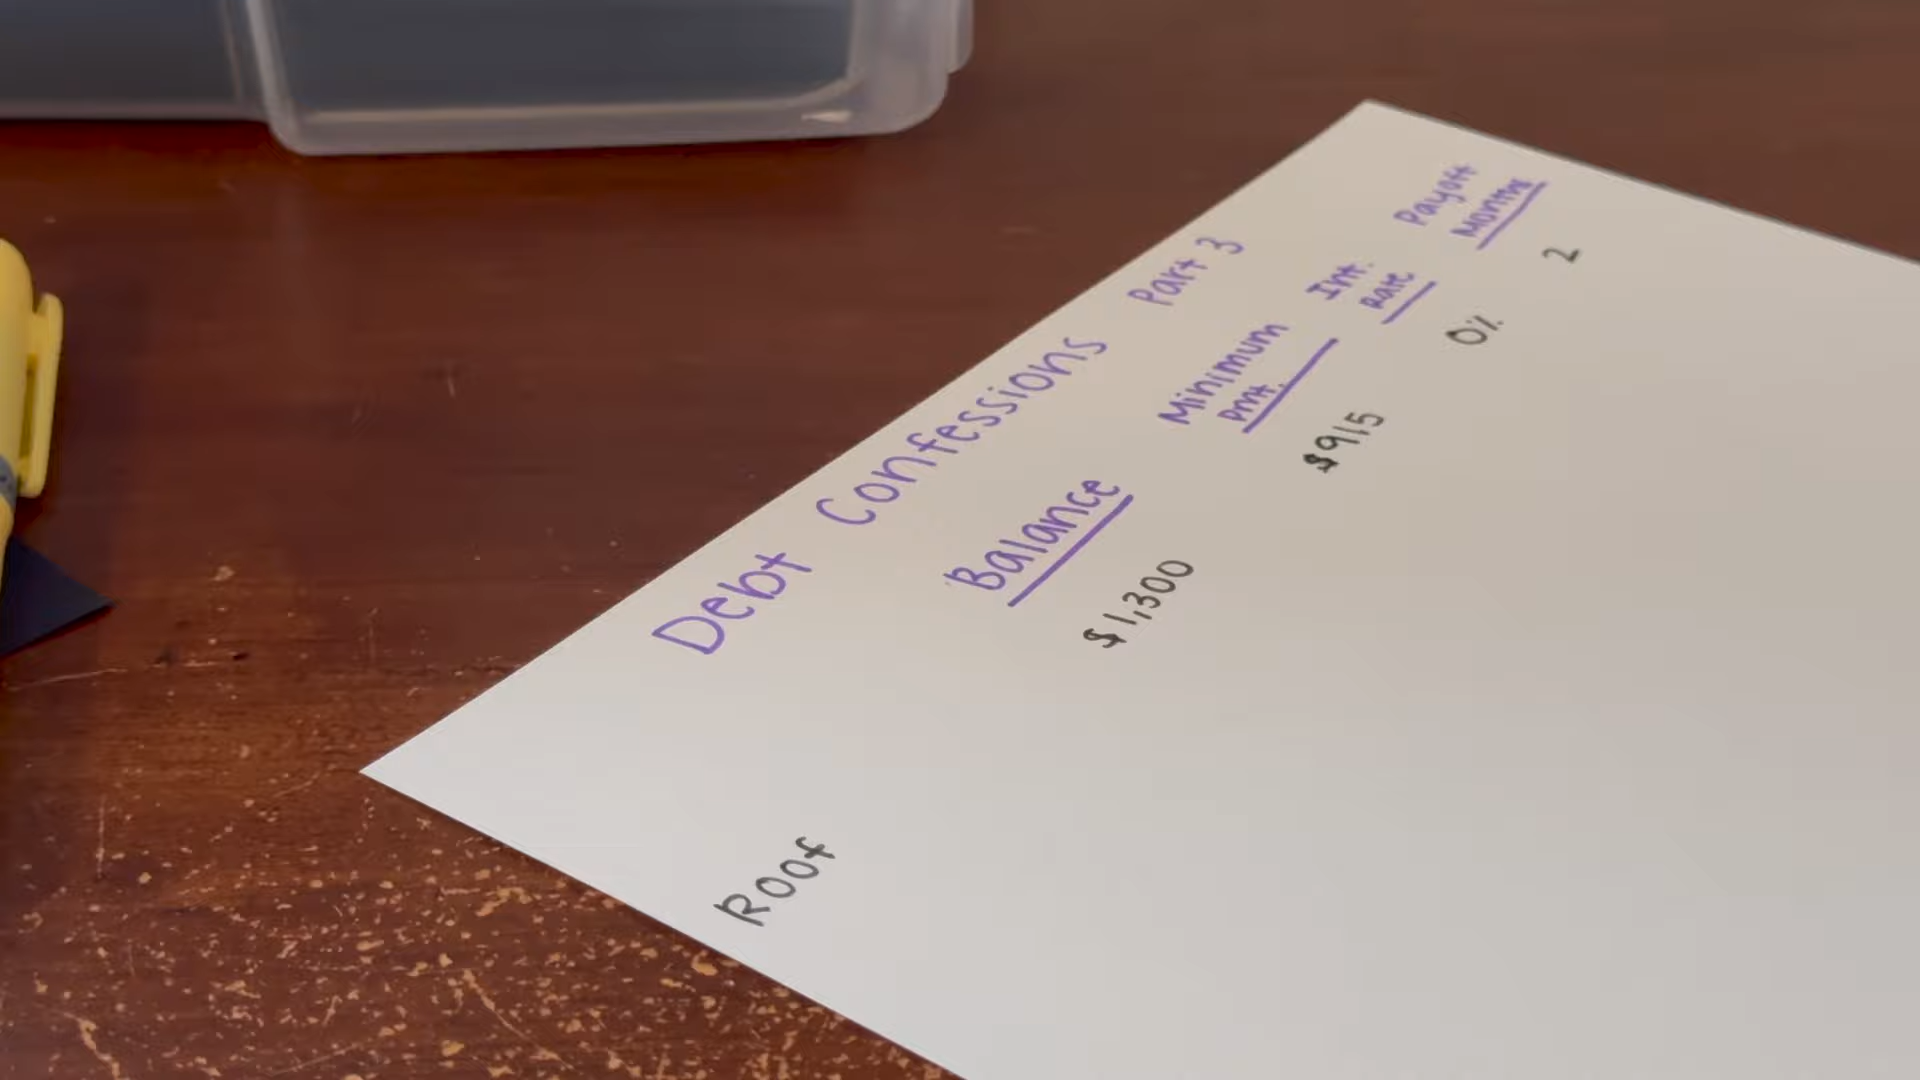 Debt Confessions Part 3
Balance Minimum Pmt. Int. Rate Payoff Months
Roof $1,300 $915 0% 2